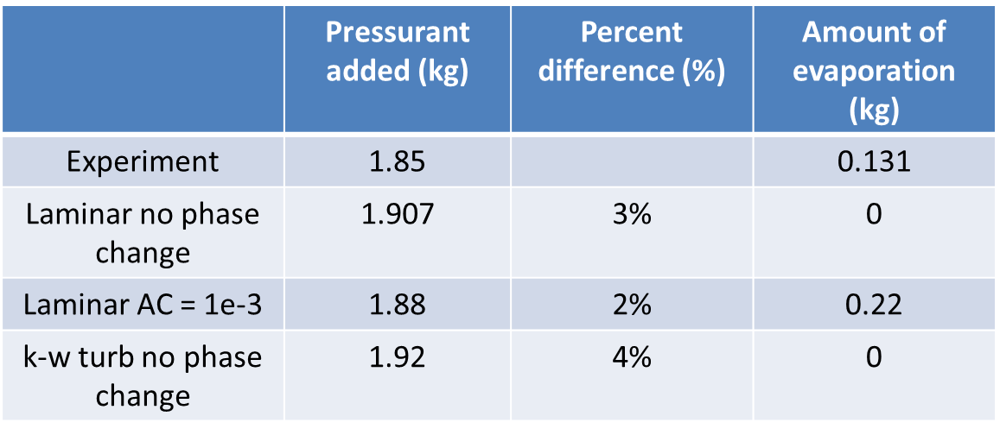 Pressurant added (kg) Percent difference (%) Amount of evaporation (kg)
Experiment 1.85 0.131
Laminar no phase change 1.907 3% 0
Laminar AC = 1e-3 1.88 2% 0.22
k-w turb no phase change 1.92 4% 0